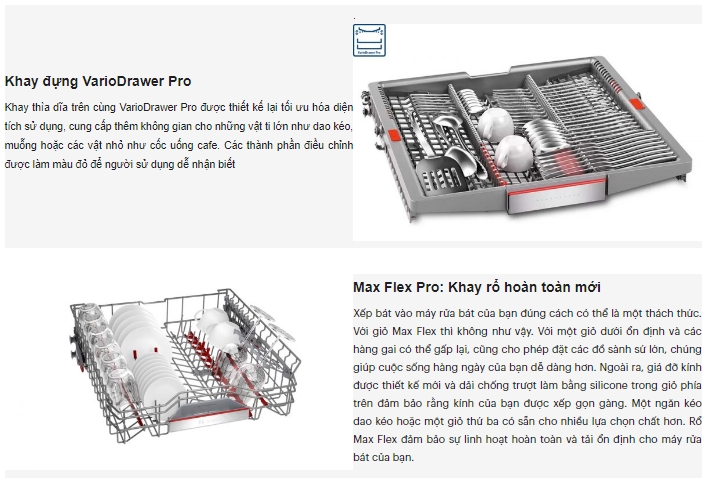 VarioDrawer Pro
Khay đựng VarioDrawer Pro
Khay thìa dĩa trên cùng VarioDrawer Pro được thiết kế lại tối ưu hóa diện
tích sử dụng, cung cấp thêm không gian cho những vật ti lớn như dao kéo,
muỗng hoặc các vật nhỏ như cốc uống cafe. Các thành phần điều chỉnh
được làm màu đỏ để người sử dụng dễ nhận biết
Max Flex Pro: Khay rổ hoàn toàn mới
Xếp bát vào máy rửa bát của bạn đúng cách có thể là một thách thức.
Với giỏ Max Flex thì không như vậy. Với một giỏ dưới ổn định và các
hàng gai có thể gấp lại, cũng cho phép đặt các đồ sành sứ lớn, chúng
giúp cuộc sống hàng ngày của bạn dễ dàng hơn. Ngoài ra, giá đỡ kính
được thiết kế mới và dải chống trượt làm bằng silicone trong giỏ phía
trên đảm bảo rằng kính của bạn được xếp gọn gàng. Một ngăn kéo
dao kéo hoặc một giỏ thứ ba có sẵn cho nhiều lựa chọn chất hơn. Rổ
Max Flex đảm bảo sự linh hoạt hoàn toàn và tải ổn định cho máy rửa
bát của bạn.